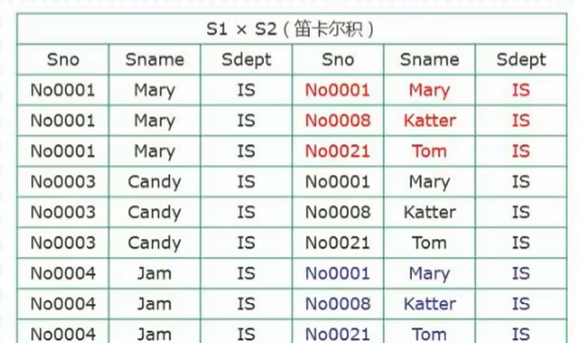 S1 × S2 ( 笛卡尔积 )
Sno Sname Sdept Sno Sname Sdept
No0001 Mary IS No0001 Mary IS
No0001 Mary IS No0008 Katter IS
No0001 Mary IS No0021 Tom IS
No0003 Candy IS No0001 Mary IS
No0003 Candy IS No0008 Katter IS
No0003 Candy IS No0021 Tom IS
No0004 Jam IS No0001 Mary IS
No0004 Jam IS No0008 Katter IS
No0004 Jam IS No0021 Tom IS